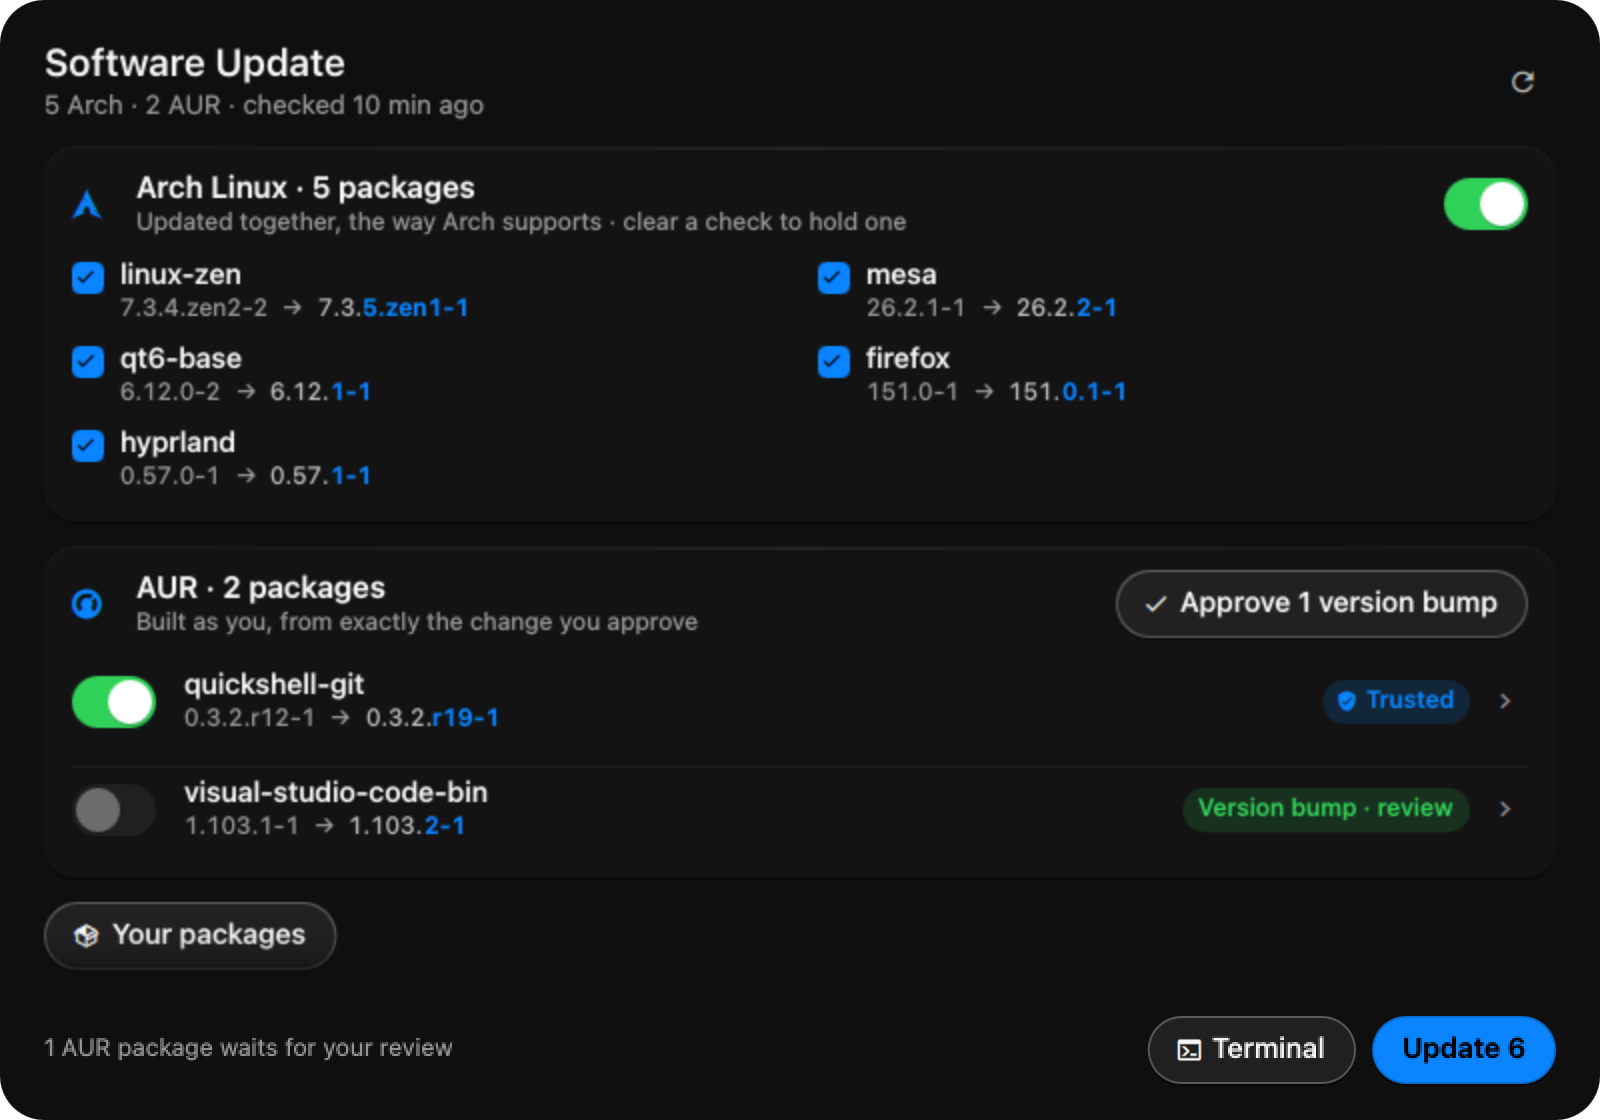 Software Update
5 Arch · 2 AUR · checked 10 min ago
Arch Linux · 5 packages
Updated together, the way Arch supports · clear a check to hold one
linux-zen
7.3.4.zen2-2 → 7.3.5.zen1-1
mesa
26.2.1-1 → 26.2.2-1
qt6-base
6.12.0-2 → 6.12.1-1
firefox
151.0-1 → 151.0.1-1
hyprland
0.57.0-1 → 0.57.1-1
AUR · 2 packages
Built as you, from exactly the change you approve
Approve 1 version bump
quickshell-git
0.3.2.r12-1 → 0.3.2.r19-1
Trusted
visual-studio-code-bin
1.103.1-1 → 1.103.2-1
Version bump · review
Your packages
1 AUR package waits for your review
Terminal
Update 6